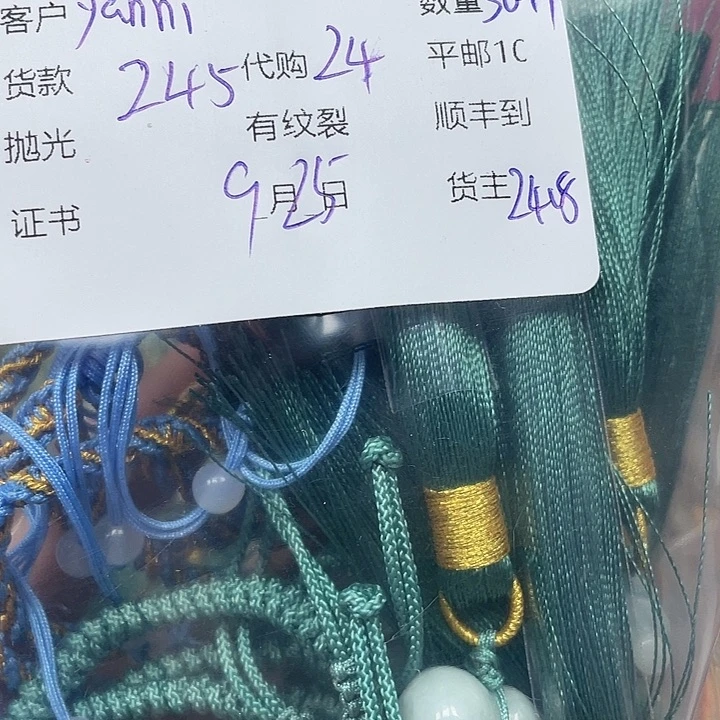 客户 yanni 数量
货款 245 代购 24 平邮1C
抛光 有纹裂 顺丰到
证书 9月25日 货主 248